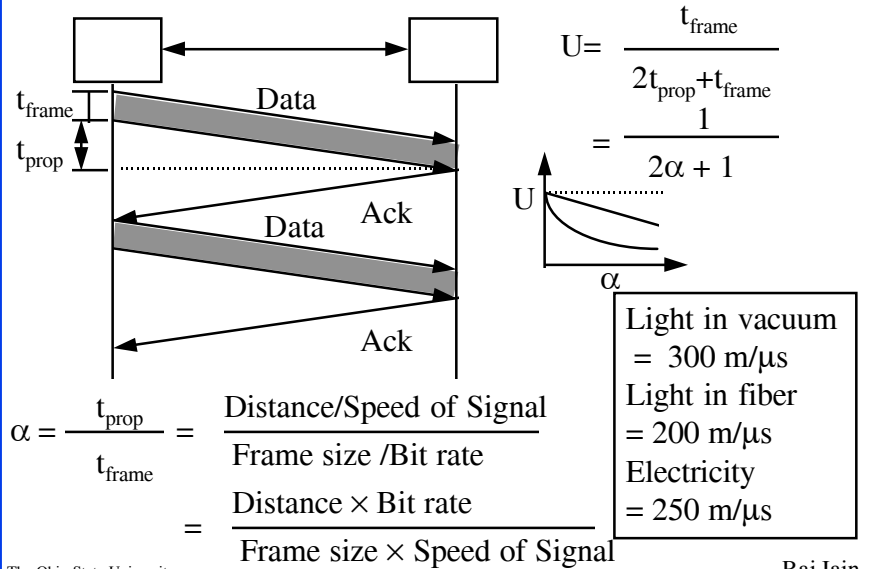 U= t_frame / 2t_prop+t_frame
= 1 / 2α + 1
t_frame
Data
t_prop
Ack
Data
Ack
U
α
Light in vacuum
= 300 m/μs
Light in fiber
= 200 m/μs
Electricity
= 250 m/μs
α = t_prop / t_frame = Distance/Speed of Signal / Frame size /Bit rate
= Distance × Bit rate / Frame size × Speed of Signal
Raj Jain